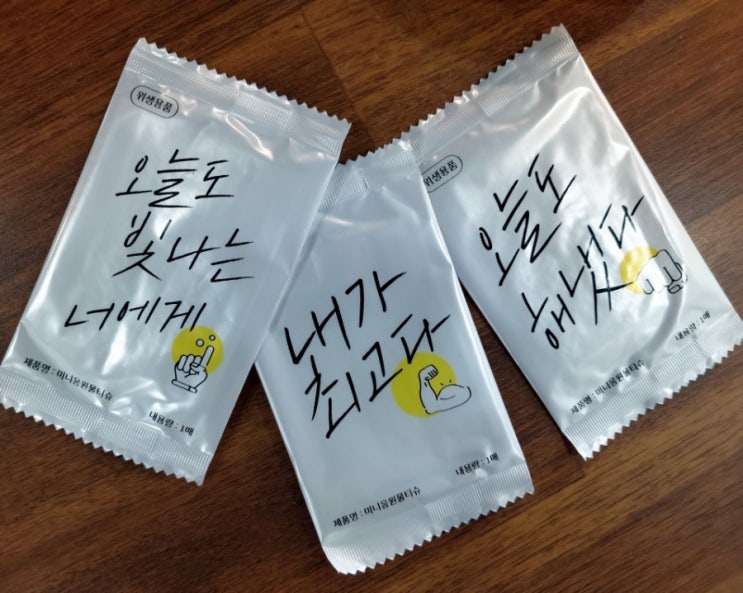 위생용품
오늘도
빛나는
너에게
제품명 : 미니응원물티슈
내용량 : 1매
내가
최고다
제품명 : 미니응원물티슈
내용량 : 1매
위생용품
오늘도
해냈다
제품명 : 미니응원물티슈
내용량 : 1매